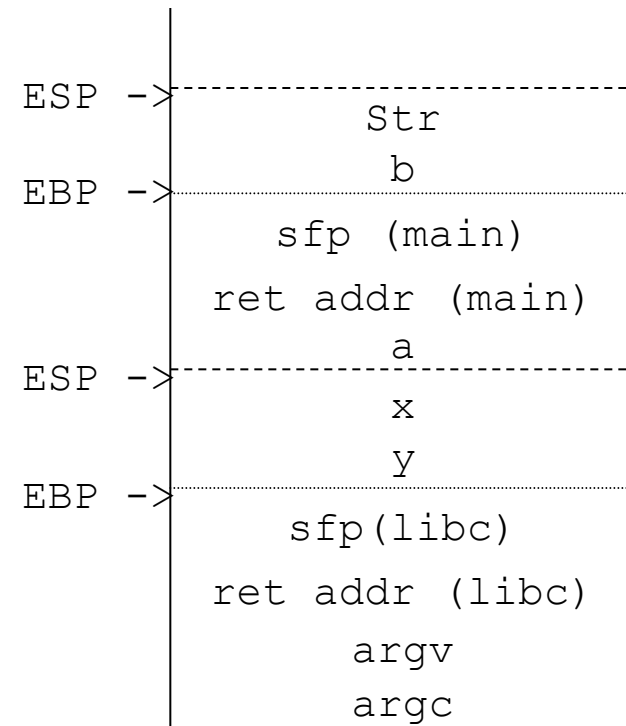 ESP ->
Str
b
EBP ->
sfp (main)
ret addr (main)
a
ESP ->
x
y
EBP ->
sfp(libc)
ret addr (libc)
argv
argc